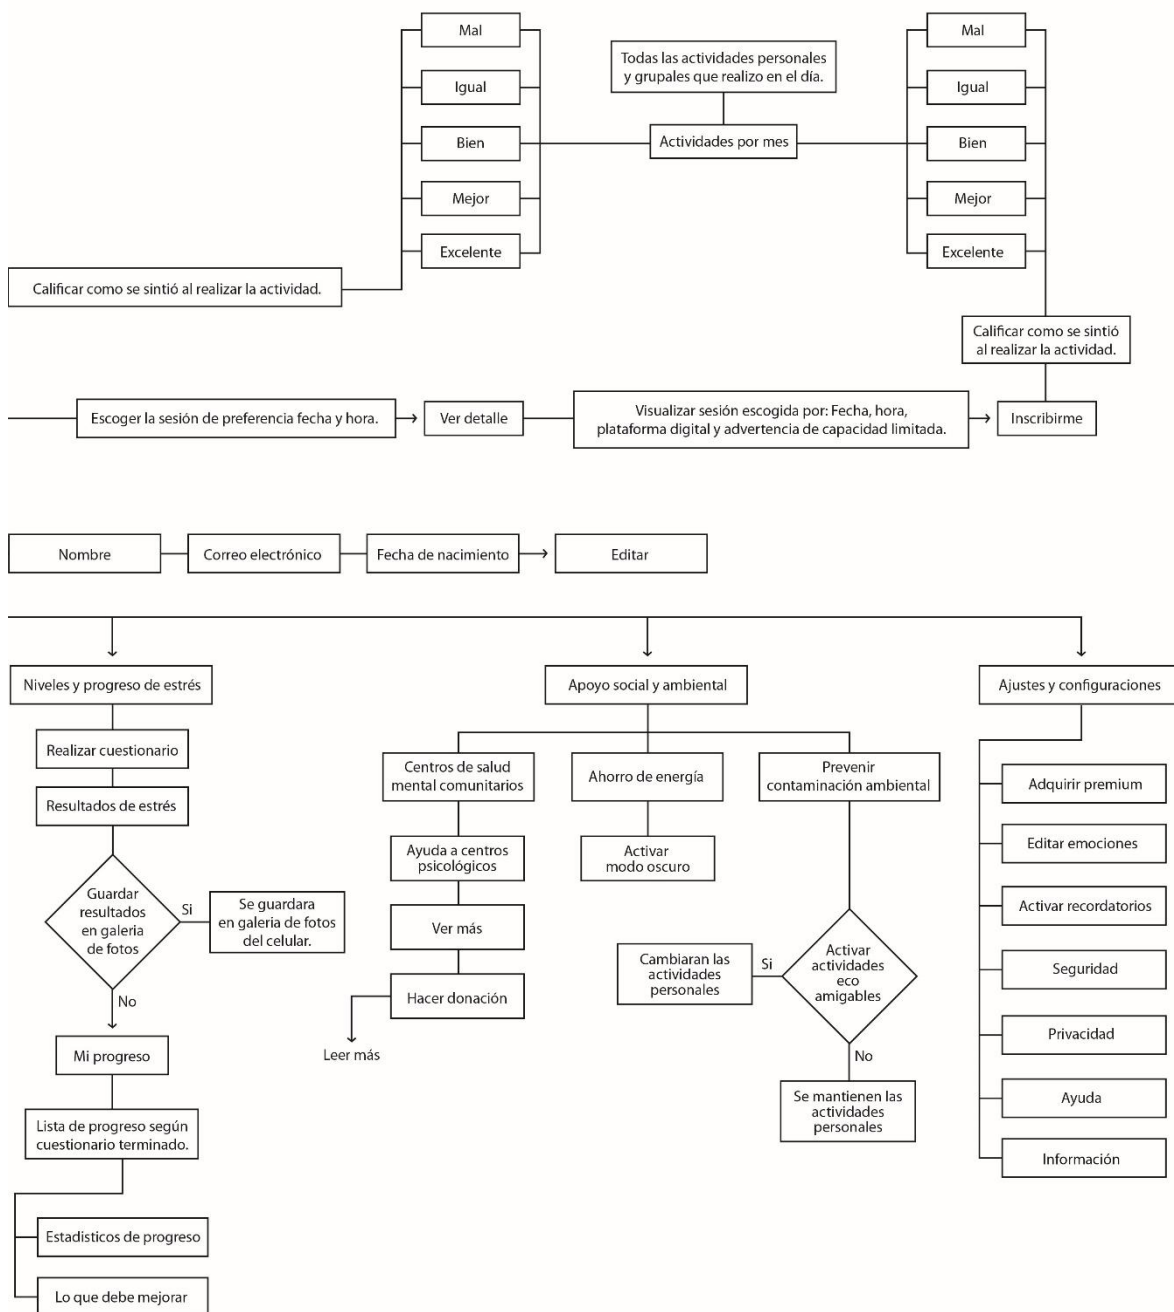 Mal
Igual
Bien
Mejor
Excelente
Todas las actividades personales
y grupales que realizo en el día.
Actividades por mes
Mal
Igual
Bien
Mejor
Excelente
Calificar como se sintió al realizar la actividad.
Calificar como se sintió
al realizar la actividad.
Escoger la sesión de preferencia fecha y hora.
Ver detalle
Visualizar sesión escogida por: Fecha, hora,
plataforma digital y advertencia de capacidad limitada.
Inscribirme
Nombre
Correo electrónico
Fecha de nacimiento
Editar
Niveles y progreso de estrés
Realizar cuestionario
Resultados de estrés
Guardar
resultados
en galeria
de fotos
Si
Se guardara
en galeria de fotos
del celular.
No
Mi progreso
Lista de progreso según
cuestionario terminado.
Estadisticos de progreso
Lo que debe mejorar
Apoyo social y ambiental
Centros de salud
mental comunitarios
Ayuda a centros
psicológicos
Ver más
Hacer donación
Leer más
Ahorro de energía
Activar
modo oscuro
Prevenir
contaminación ambiental
Activar
actividades
eco
amigables
Si
Cambiaran las
actividades
personales
No
Se mantienen las
actividades
personales
Ajustes y configuraciones
Adquirir premium
Editar emociones
Activar recordatorios
Seguridad
Privacidad
Ayuda
Información